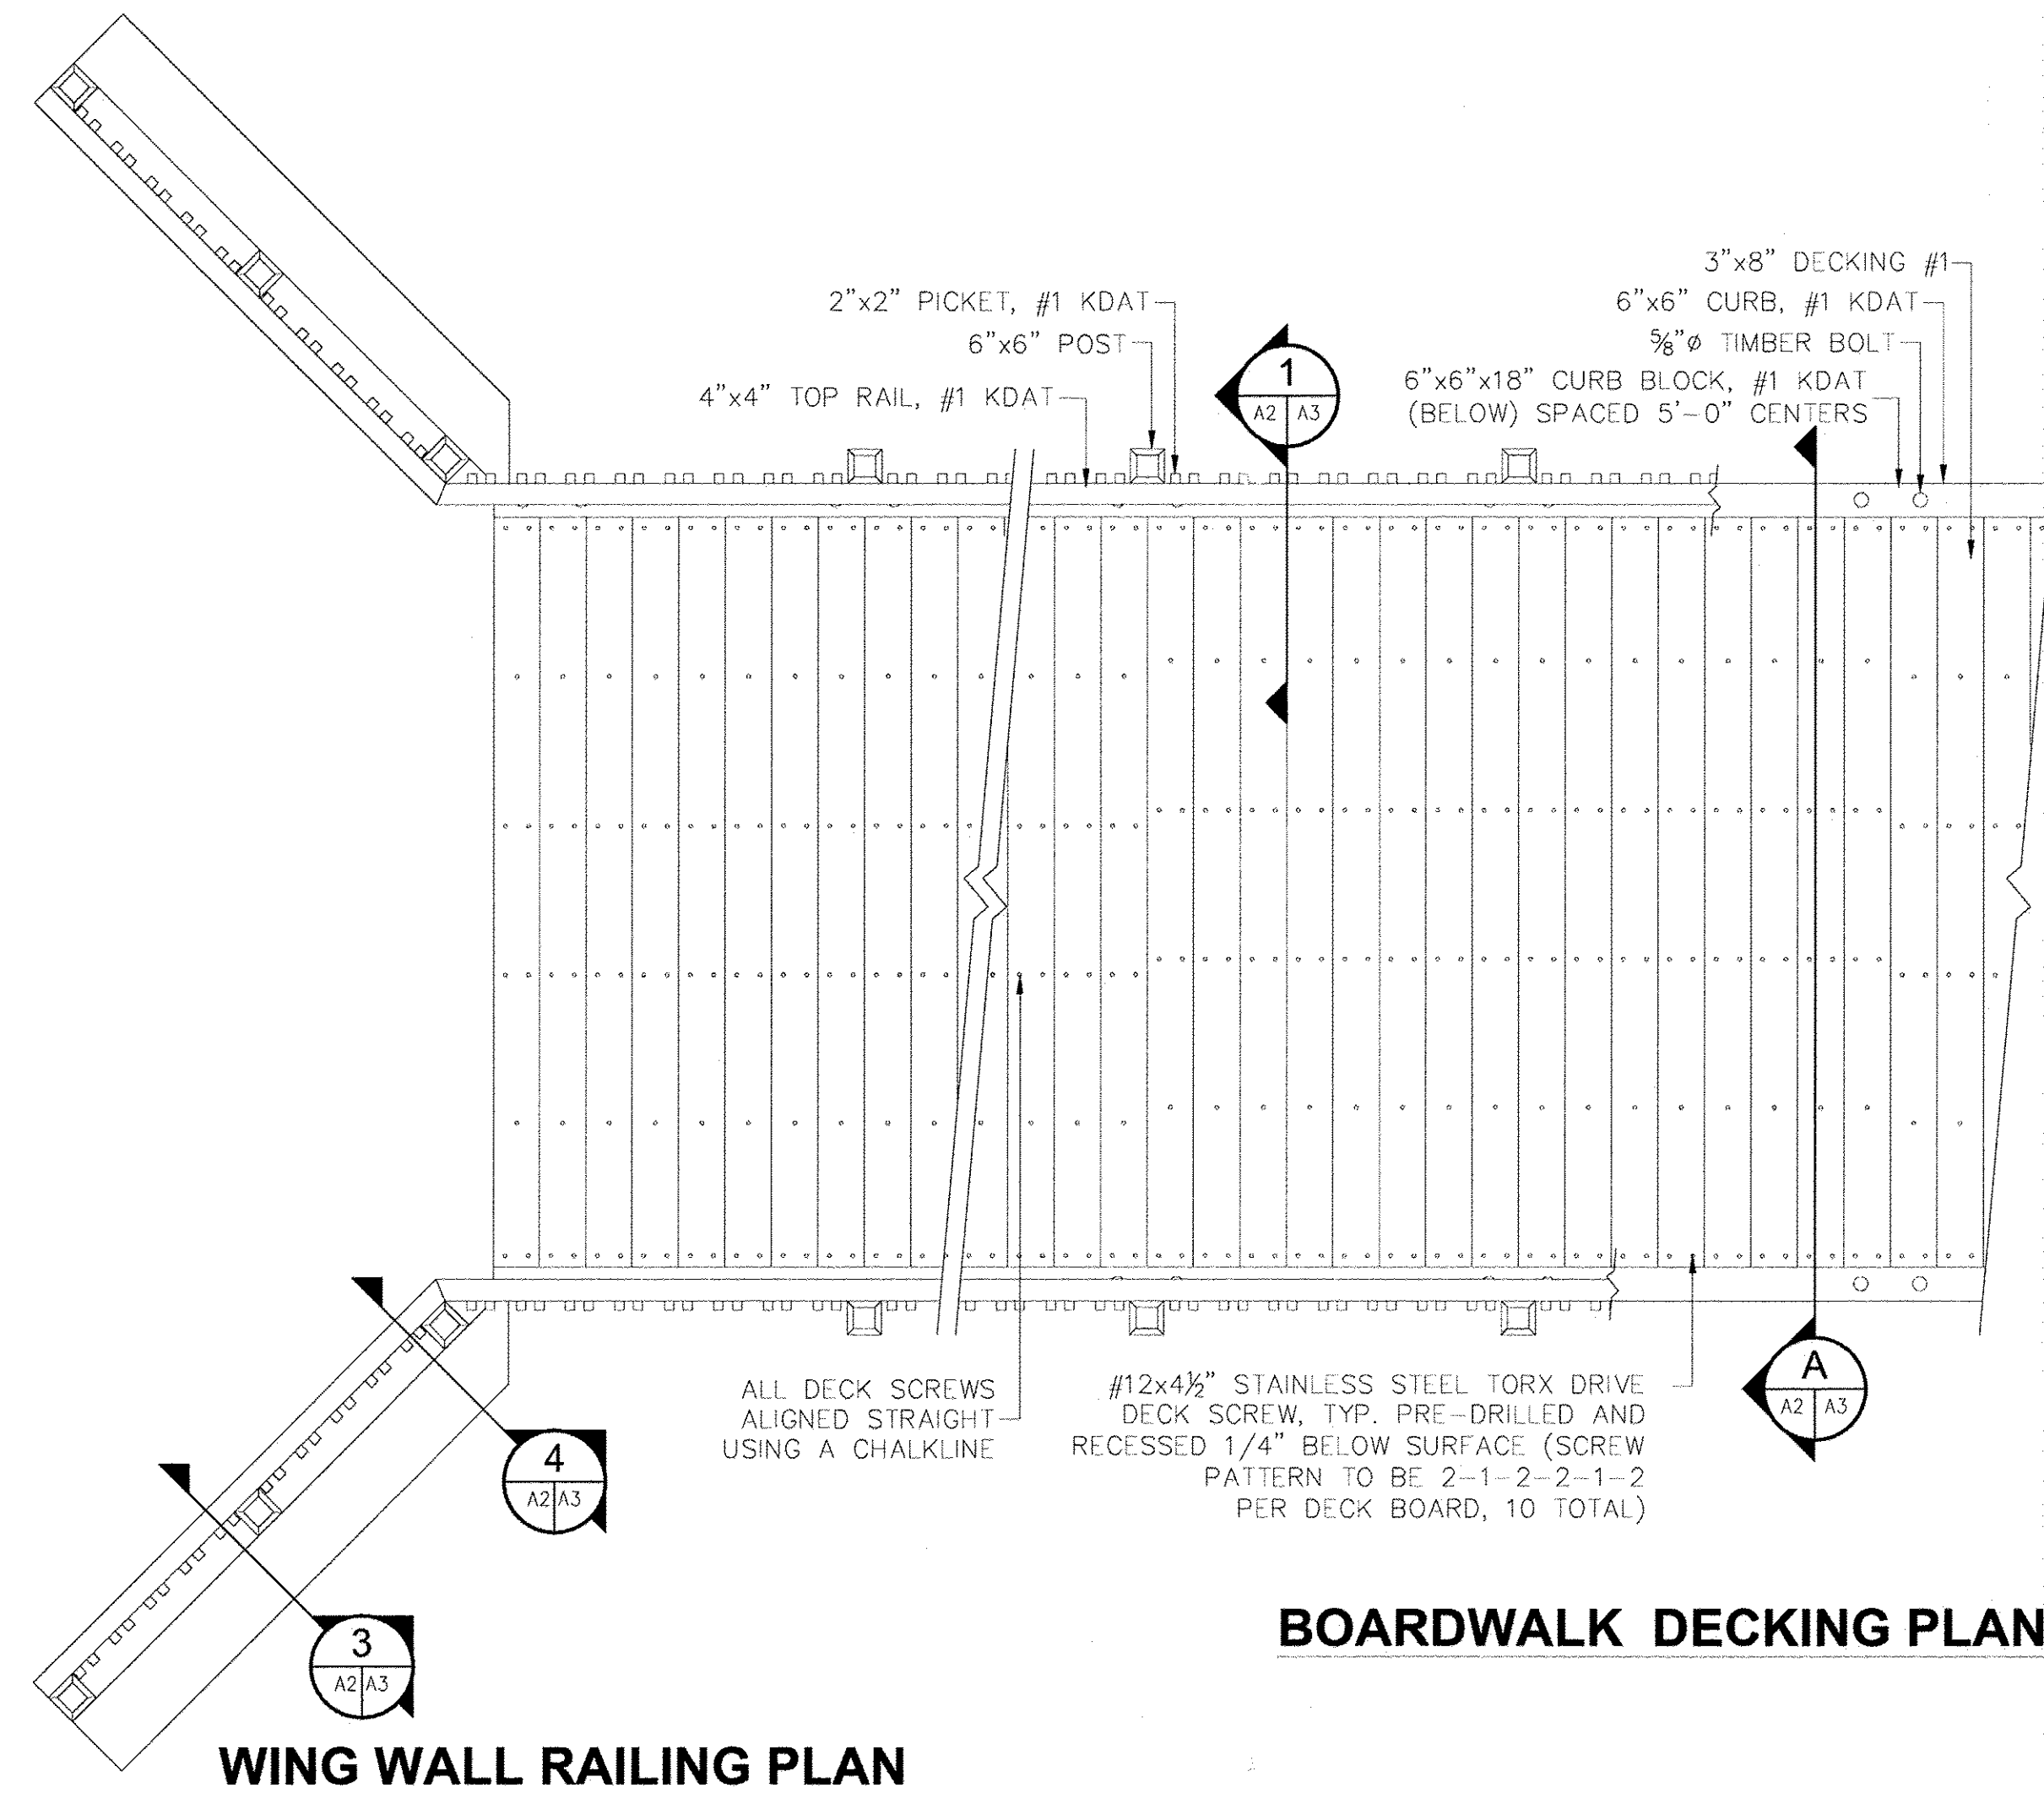 3"x8" DECKING #1
2"x2" PICKET, #1 KDAT
6"x6" CURB, #1 KDAT
6"x6" POST
⅝"ø TIMBER BOLT
4"x4" TOP RAIL, #1 KDAT
6"x6"x18" CURB BLOCK, #1 KDAT
(BELOW) SPACED 5'-0" CENTERS
1
A2 A3
ALL DECK SCREWS
ALIGNED STRAIGHT
USING A CHALKLINE
#12x4½" STAINLESS STEEL TORX DRIVE
DECK SCREW, TYP. PRE-DRILLED AND
RECESSED 1/4" BELOW SURFACE (SCREW
PATTERN TO BE 2-1-2-2-1-2
PER DECK BOARD, 10 TOTAL)
A
A2 A3
4
A2 A3
3
A2 A3
BOARDWALK DECKING PLAN
WING WALL RAILING PLAN